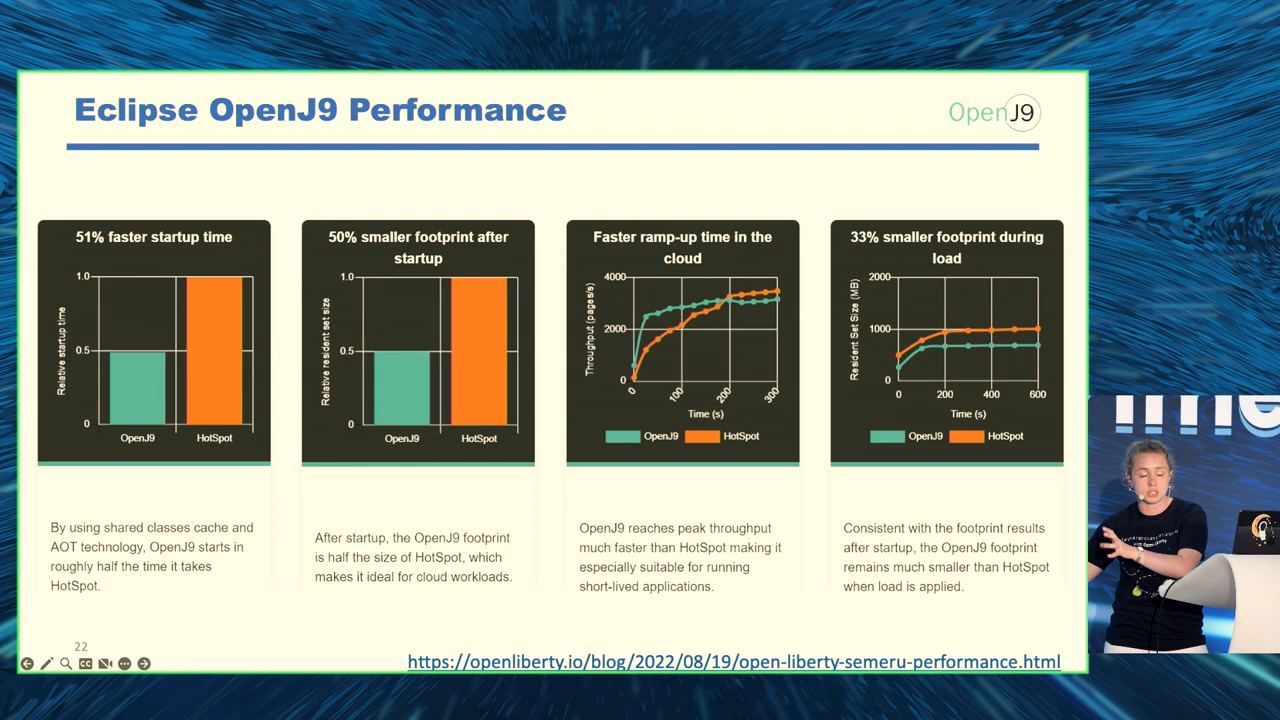 Eclipse OpenJ9 Performance
OpenJ9
51% faster startup time
1.0
0.5
0
Relative startup time
OpenJ9
HotSpot
By using shared classes cache and
AOT technology, OpenJ9 starts in
roughly half the time it takes
HotSpot.
50% smaller footprint after
startup
1.0
0.5
0
Relative resident set size
OpenJ9
HotSpot
After startup, the OpenJ9 footprint
is half the size of HotSpot, which
makes it ideal for cloud workloads.
Faster ramp-up time in the
cloud
4000
2000
0
Throughput (pages/s)
0
100
200
300
Time (s)
OpenJ9
HotSpot
OpenJ9 reaches peak throughput
much faster than HotSpot making it
especially suitable for running
short-lived applications.
33% smaller footprint during
load
2000
1000
0
Resident Set Size (MB)
0
200
400
600
Time (s)
OpenJ9
HotSpot
Consistent with the footprint results
after startup, the OpenJ9 footprint
remains much smaller than HotSpot
when load is applied.
22
CC
https://openliberty.io/blog/2022/08/19/open-liberty-semeru-performance.html